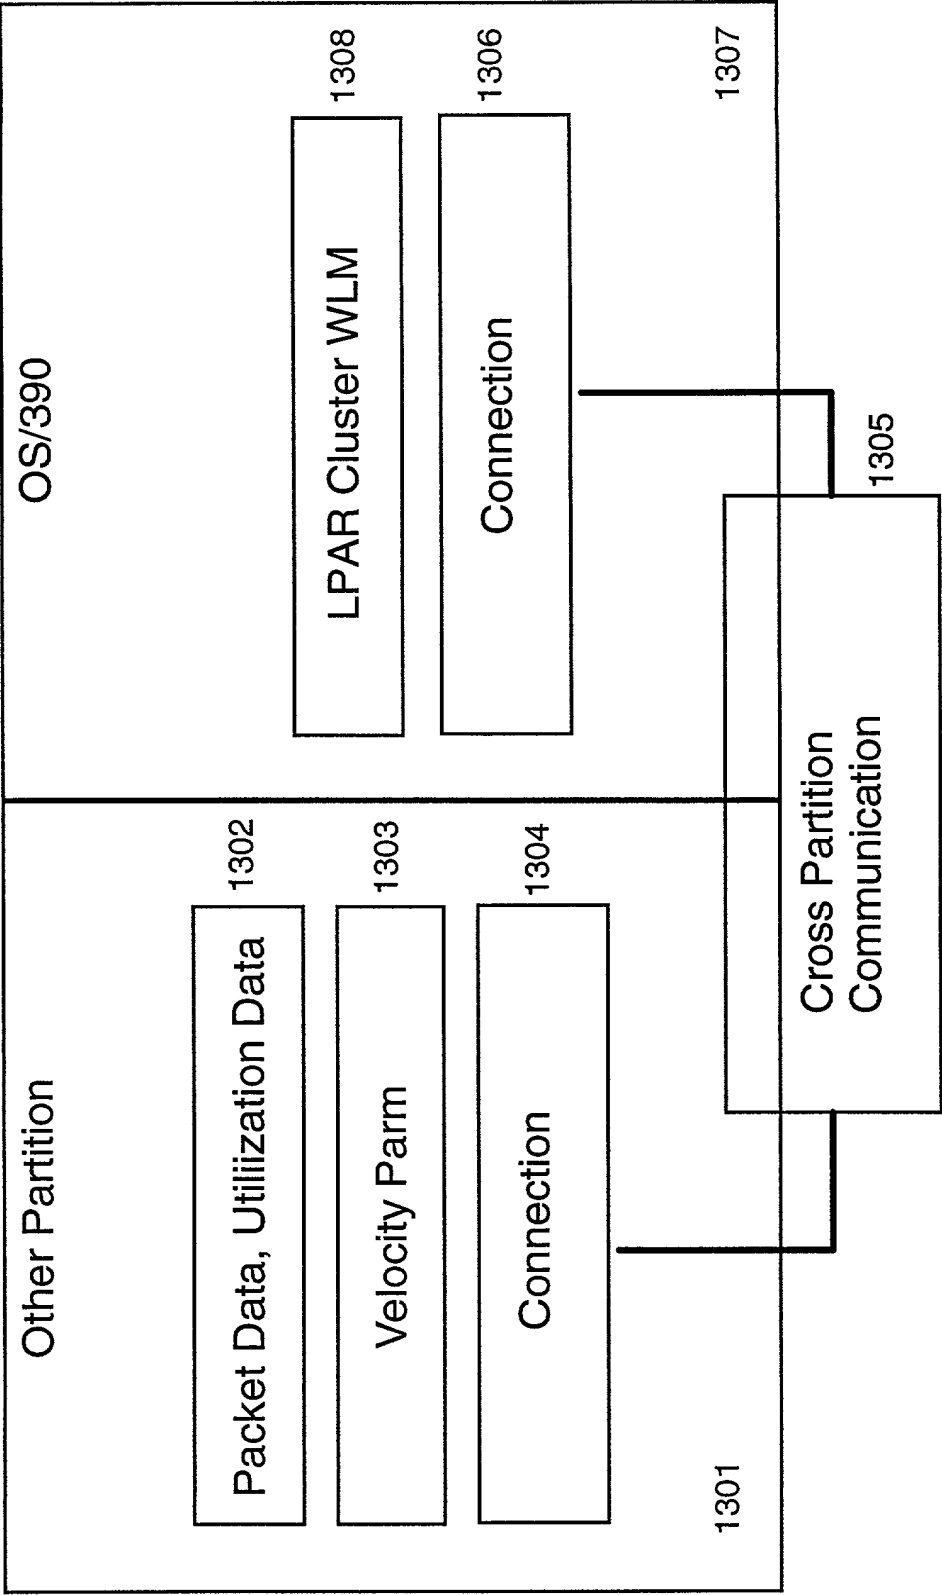 Other Partition
OS/390
Packet Data, Utiliization Data
1302
Velocity Parm
1303
Connection
1304
1301
LPAR Cluster WLM
1308
Connection
1306
1307
Cross Partition
Communication
1305